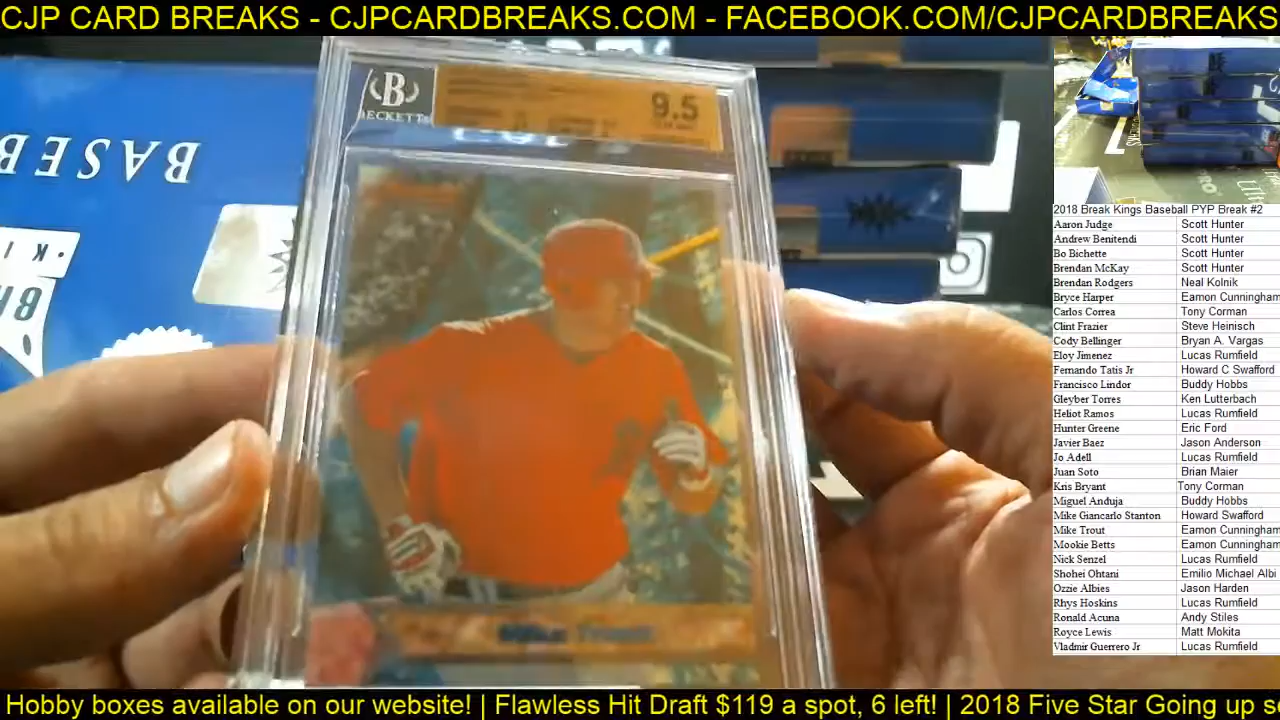 CJP CARD BREAKS - CJPCARDBREAKS.COM - FACEBOOK.COM/CJPCARDBREAKS
BECKETT
9.5
BASEB
Mike Trout
2018 Break Kings Baseball PYP Break #2
Aaron Judge Scott Hunter
Andrew Benitendi Scott Hunter
Bo Bichette Scott Hunter
Brendan McKay Scott Hunter
Brendan Rodgers Neal Kolnik
Bryce Harper Eamon Cunningham
Carlos Correa Tony Corman
Clint Frazier Steve Heinisch
Cody Bellinger Bryan A. Vargas
Eloy Jimenez Lucas Rumfield
Fernando Tatis Jr Howard C Swafford
Francisco Lindor Buddy Hobbs
Gleyber Torres Ken Lutterbach
Heliot Ramos Lucas Rumfield
Hunter Greene Eric Ford
Javier Baez Jason Anderson
Jo Adell Lucas Rumfield
Juan Soto Brian Maier
Kris Bryant Tony Corman
Miguel Anduja Buddy Hobbs
Mike Giancarlo Stanton Howard Swafford
Mike Trout Eamon Cunningham
Mookie Betts Eamon Cunningham
Nick Senzel Lucas Rumfield
Shohei Ohtani Emilio Michael Albi
Ozzie Albies Jason Harden
Rhys Hoskins Lucas Rumfield
Ronald Acuna Andy Stiles
Royce Lewis Matt Mokita
Vladmir Guerrero Jr Lucas Rumfield
Hobby boxes available on our website! | Flawless Hit Draft $119 a spot, 6 left! | 2018 Five Star Going up so